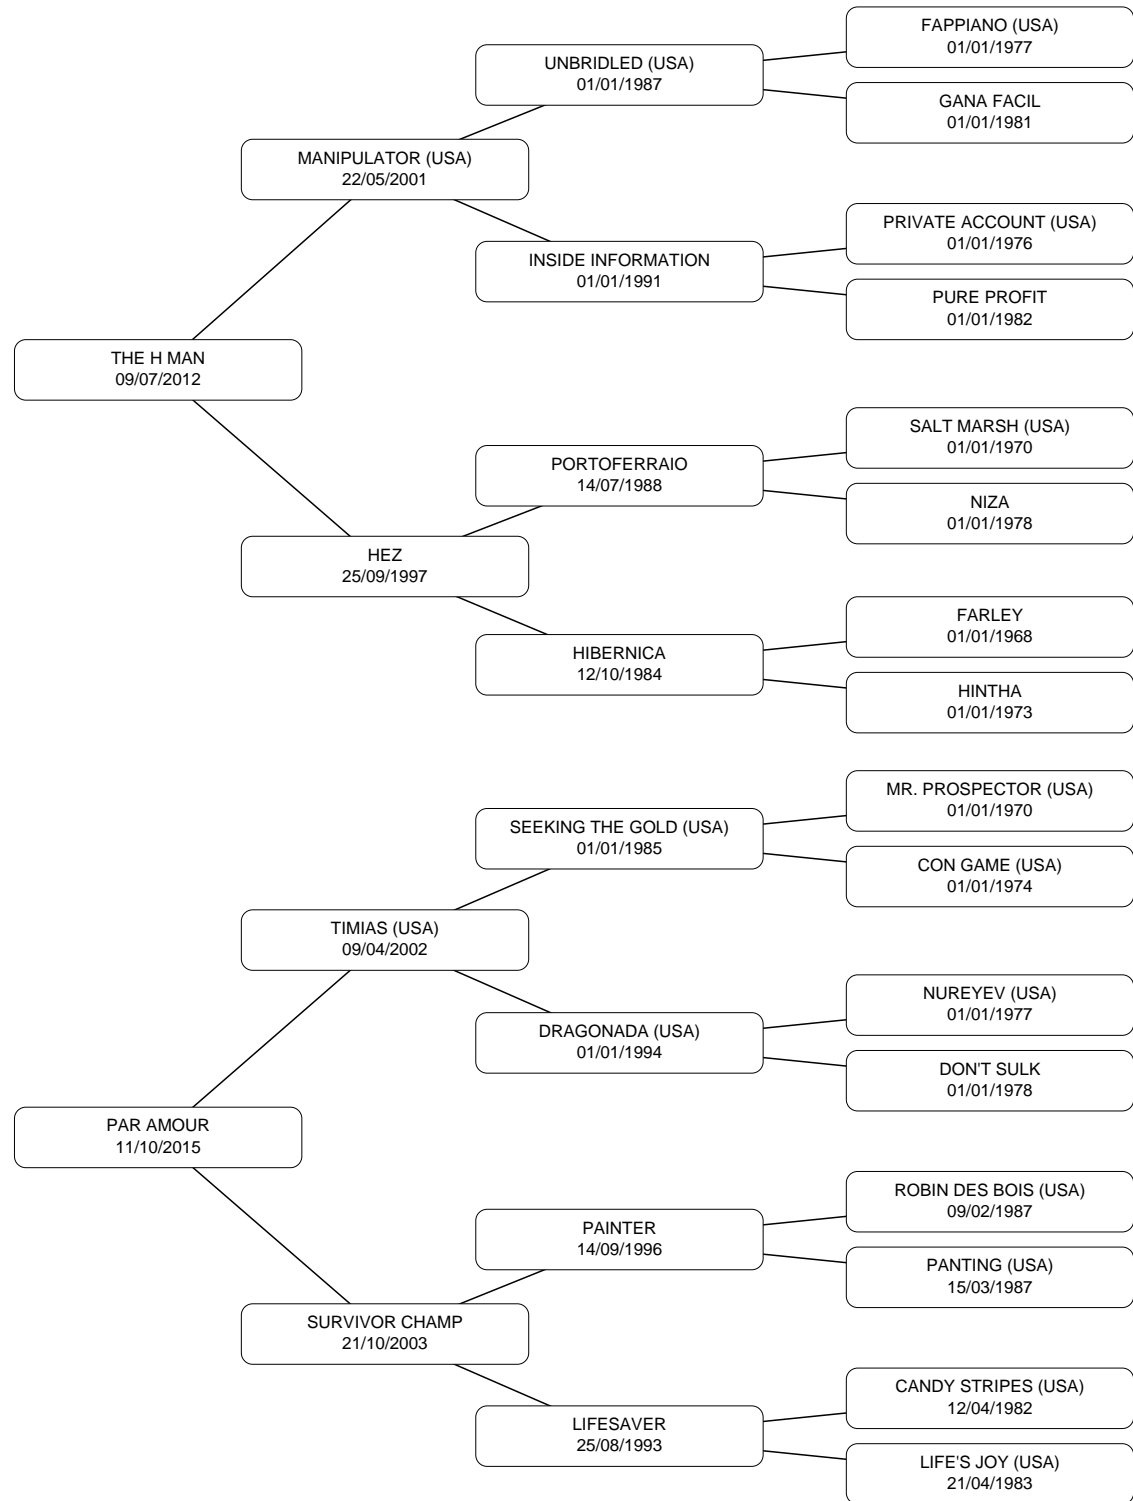 FAPPIANO (USA)
01/01/1977
UNBRIDLED (USA)
01/01/1987
GANA FACIL
01/01/1981
MANIPULATOR (USA)
22/05/2001
PRIVATE ACCOUNT (USA)
01/01/1976
INSIDE INFORMATION
01/01/1991
PURE PROFIT
01/01/1982
THE H MAN
09/07/2012
SALT MARSH (USA)
01/01/1970
PORTOFERRAIO
14/07/1988
NIZA
01/01/1978
HEZ
25/09/1997
FARLEY
01/01/1968
HIBERNICA
12/10/1984
HINTHA
01/01/1973
MR. PROSPECTOR (USA)
01/01/1970
SEEKING THE GOLD (USA)
01/01/1985
CON GAME (USA)
01/01/1974
TIMIAS (USA)
09/04/2002
NUREYEV (USA)
01/01/1977
DRAGONADA (USA)
01/01/1994
DON'T SULK
01/01/1978
PAR AMOUR
11/10/2015
ROBIN DES BOIS (USA)
09/02/1987
PAINTER
14/09/1996
PANTING (USA)
15/03/1987
SURVIVOR CHAMP
21/10/2003
CANDY STRIPES (USA)
12/04/1982
LIFESAVER
25/08/1993
LIFE'S JOY (USA)
21/04/1983